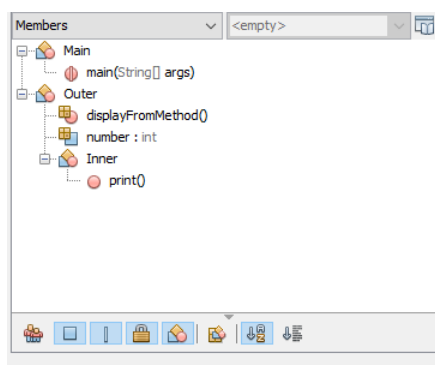 Members <empty>
Main
main(String[] args)
Outer
displayFromMethod()
number : int
Inner
print()